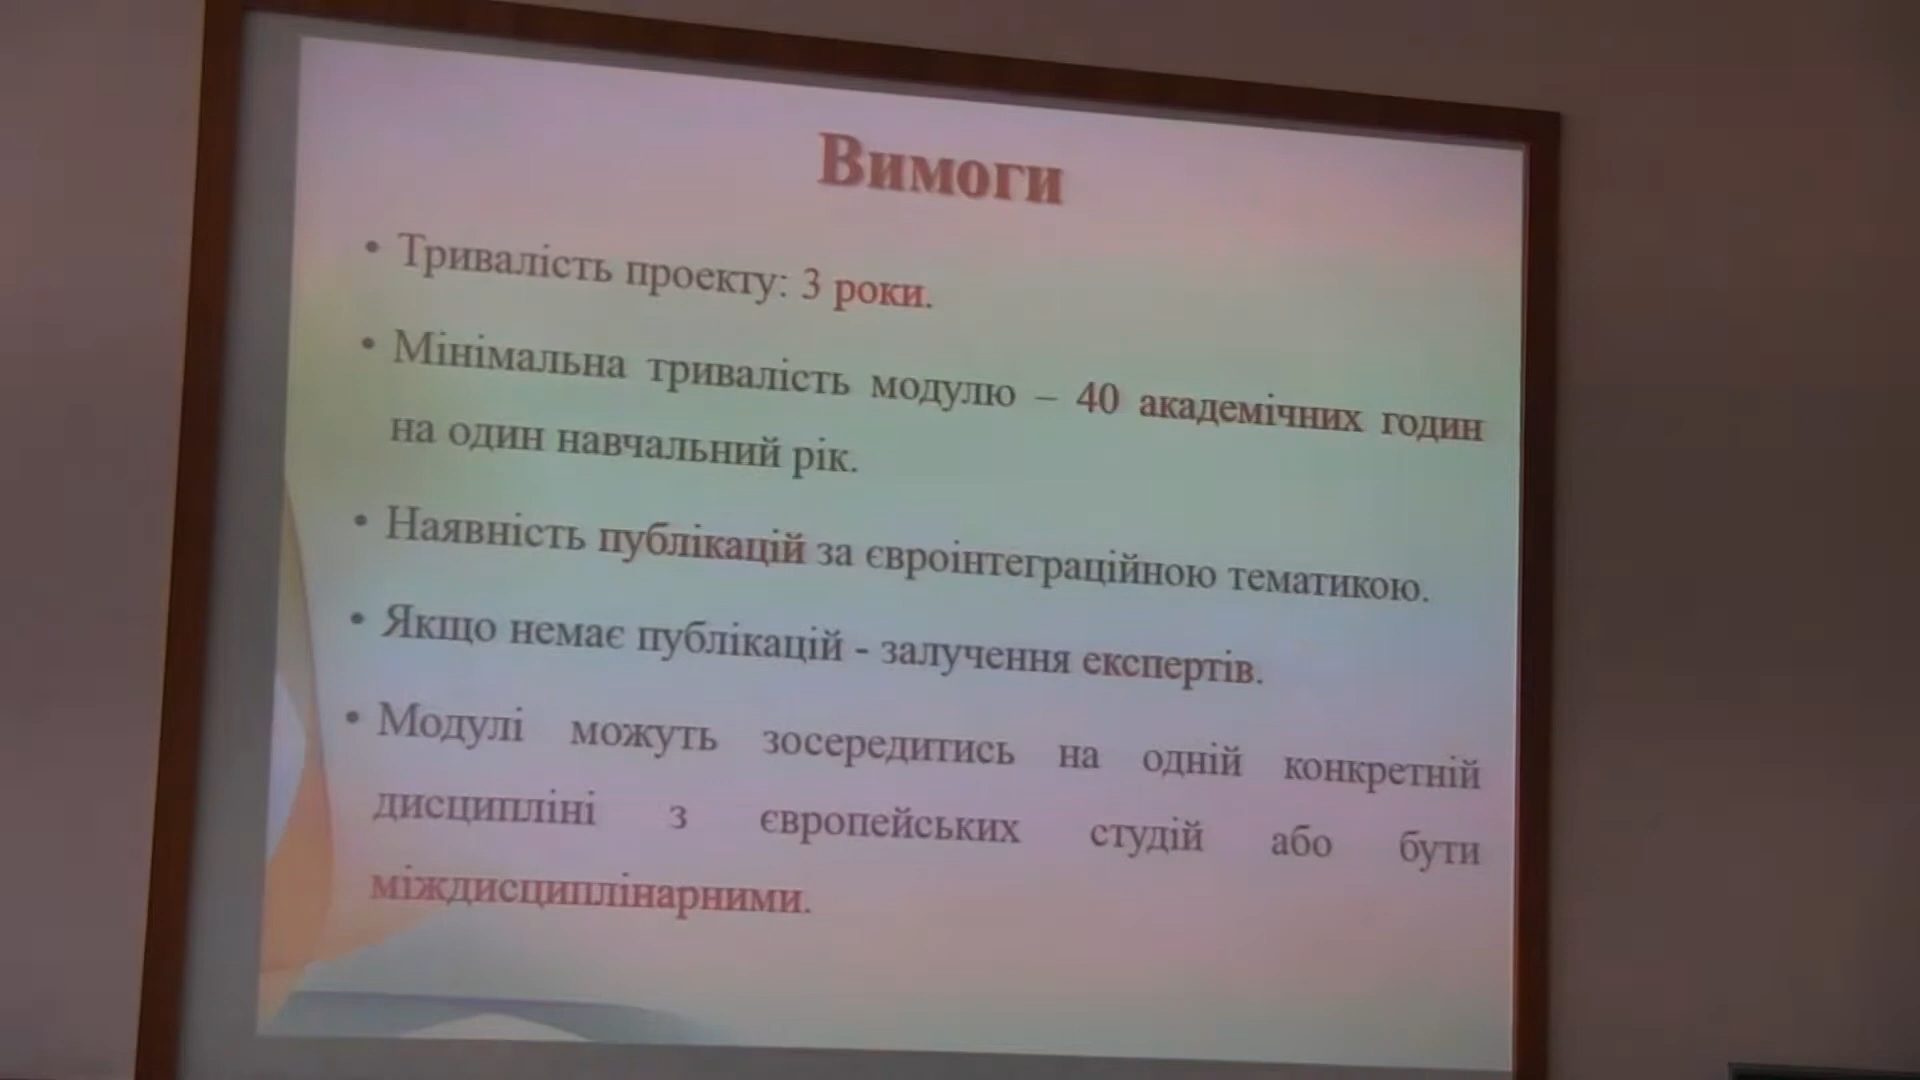 Вимоги
• Тривалість проекту: 3 роки.
• Мінімальна тривалість модулю – 40 академічних годин
на один навчальний рік.
• Наявність публікацій за євроінтеграційною тематикою.
• Якщо немає публікацій - залучення експертів.
• Модулі можуть зосередитись на одній конкретній
дисципліні з європейських студій або бути
міждисциплінарними.